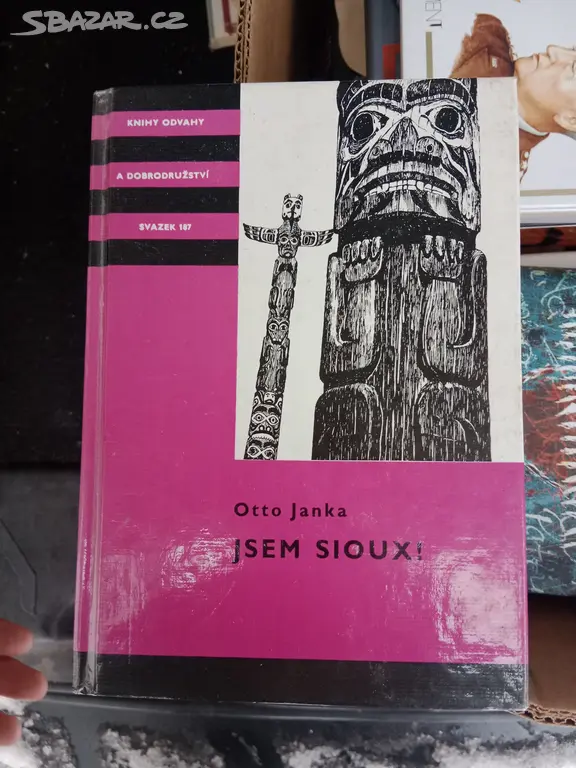 SBAZAR.CZ
KNIHY ODVAHY
A DOBRODRUŽSTVÍ
SVAZEK 187
Otto Janka
JSEM SIOUX!